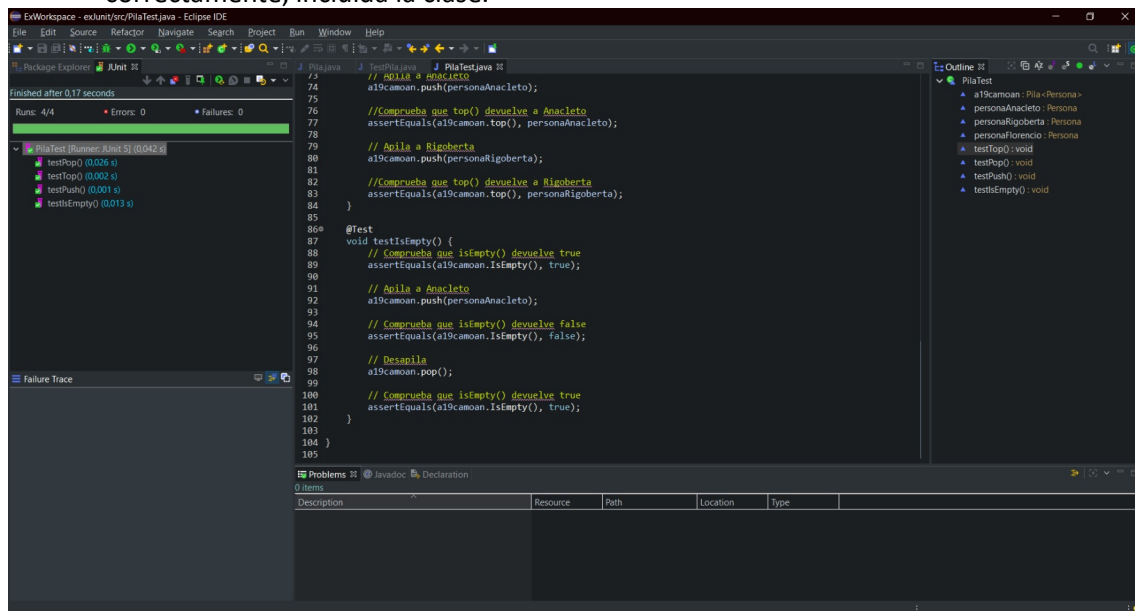 correctamente, incluida la clase.
ExWorkspace - exJunit/src/PilaTest.java - Eclipse IDE
File Edit Source Refactor Navigate Search Project Run Window Help
Package Explorer JUnit
Finished after 0,17 seconds
Runs: 4/4 Errors: 0 Failures: 0
PilaTest [Runner: JUnit 5] (0,042 s)
testPop() (0,026 s)
testTop() (0,002 s)
testPush() (0,001 s)
testIsEmpty() (0,013 s)
Failure Trace
Pila.java TestPila.java PilaTest.java
73 // Apila a Anacleto
74 a19camoan.push(personaAnacleto);
75
76 //Comprueba que top() devuelve a Anacleto
77 assertEquals(a19camoan.top(), personaAnacleto);
78
79 // Apila a Rigoberta
80 a19camoan.push(personaRigoberta);
81
82 //Comprueba que top() devuelve a Rigoberta
83 assertEquals(a19camoan.top(), personaRigoberta);
84 }
85
86 @Test
87 void testIsEmpty() {
88 // Comprueba que isEmpty() devuelve true
89 assertEquals(a19camoan.IsEmpty(), true);
90
91 // Apila a Anacleto
92 a19camoan.push(personaAnacleto);
93
94 // Comprueba que isEmpty() devuelve false
95 assertEquals(a19camoan.IsEmpty(), false);
96
97 // Desapila
98 a19camoan.pop();
99
100 // Comprueba que isEmpty() devuelve true
101 assertEquals(a19camoan.IsEmpty(), true);
102 }
103
104 }
105
Outline
PilaTest
a19camoan : Pila<Persona>
personaAnacleto : Persona
personaRigoberta : Persona
personaFlorencio : Persona
testTop() : void
testPop() : void
testPush() : void
testIsEmpty() : void
Problems Javadoc Declaration
0 items
Description Resource Path Location Type